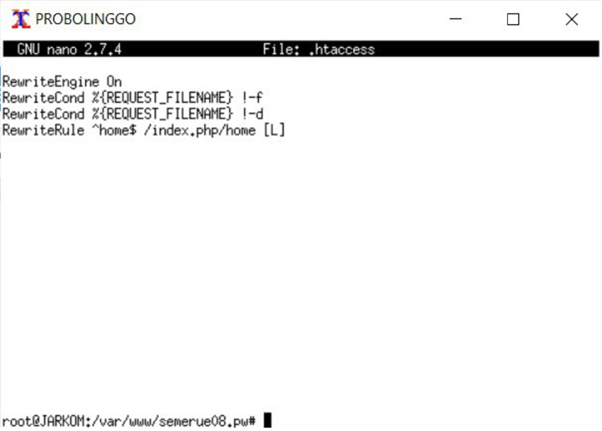 PROBOLINGGO
GNU nano 2.7.4 File: .htaccess
RewriteEngine On
RewriteCond %{REQUEST_FILENAME} !-f
RewriteCond %{REQUEST_FILENAME} !-d
RewriteRule ^home$ /index.php/home [L]
root@JARKOM:/var/www/semerue08.pw#